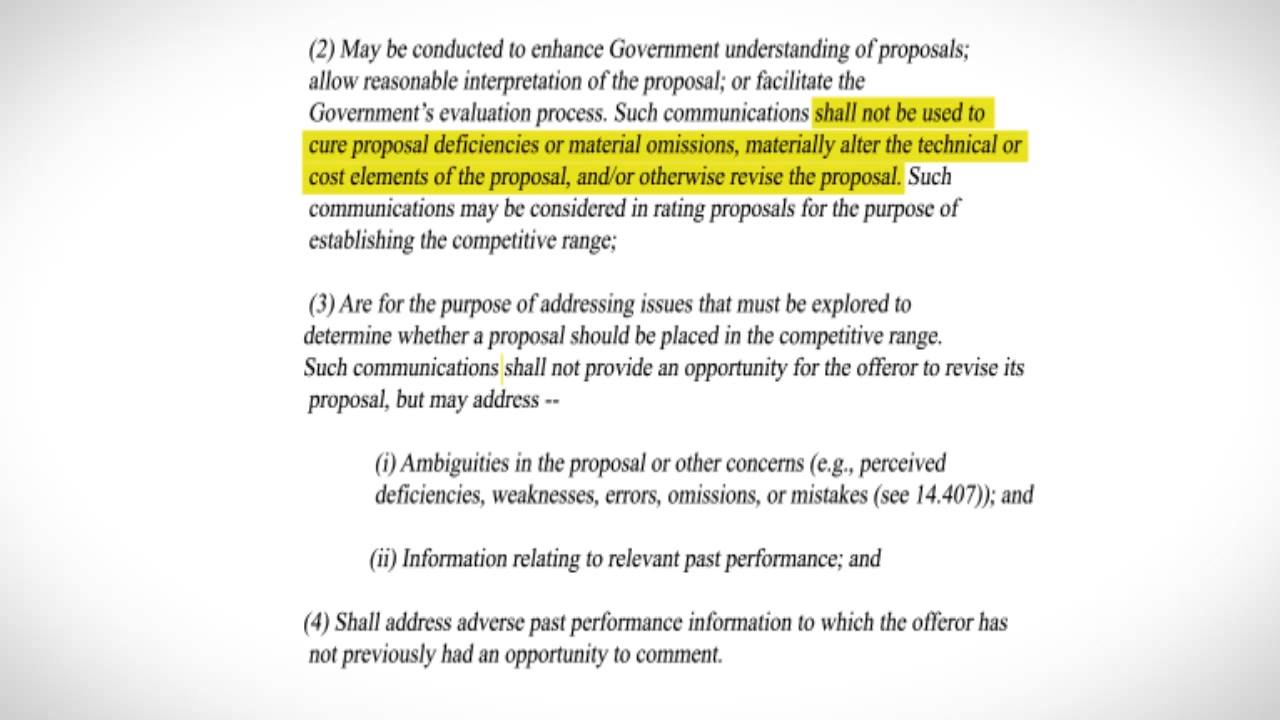 (2) May be conducted to enhance Government understanding of proposals;
allow reasonable interpretation of the proposal; or facilitate the
Government’s evaluation process. Such communications shall not be used to
cure proposal deficiencies or material omissions, materially alter the technical or
cost elements of the proposal, and/or otherwise revise the proposal. Such
communications may be considered in rating proposals for the purpose of
establishing the competitive range;
(3) Are for the purpose of addressing issues that must be explored to
determine whether a proposal should be placed in the competitive range.
Such communications shall not provide an opportunity for the offeror to revise its
proposal, but may address --
(i) Ambiguities in the proposal or other concerns (e.g., perceived
deficiencies, weaknesses, errors, omissions, or mistakes (see 14.407)); and
(ii) Information relating to relevant past performance; and
(4) Shall address adverse past performance information to which the offeror has
not previously had an opportunity to comment.